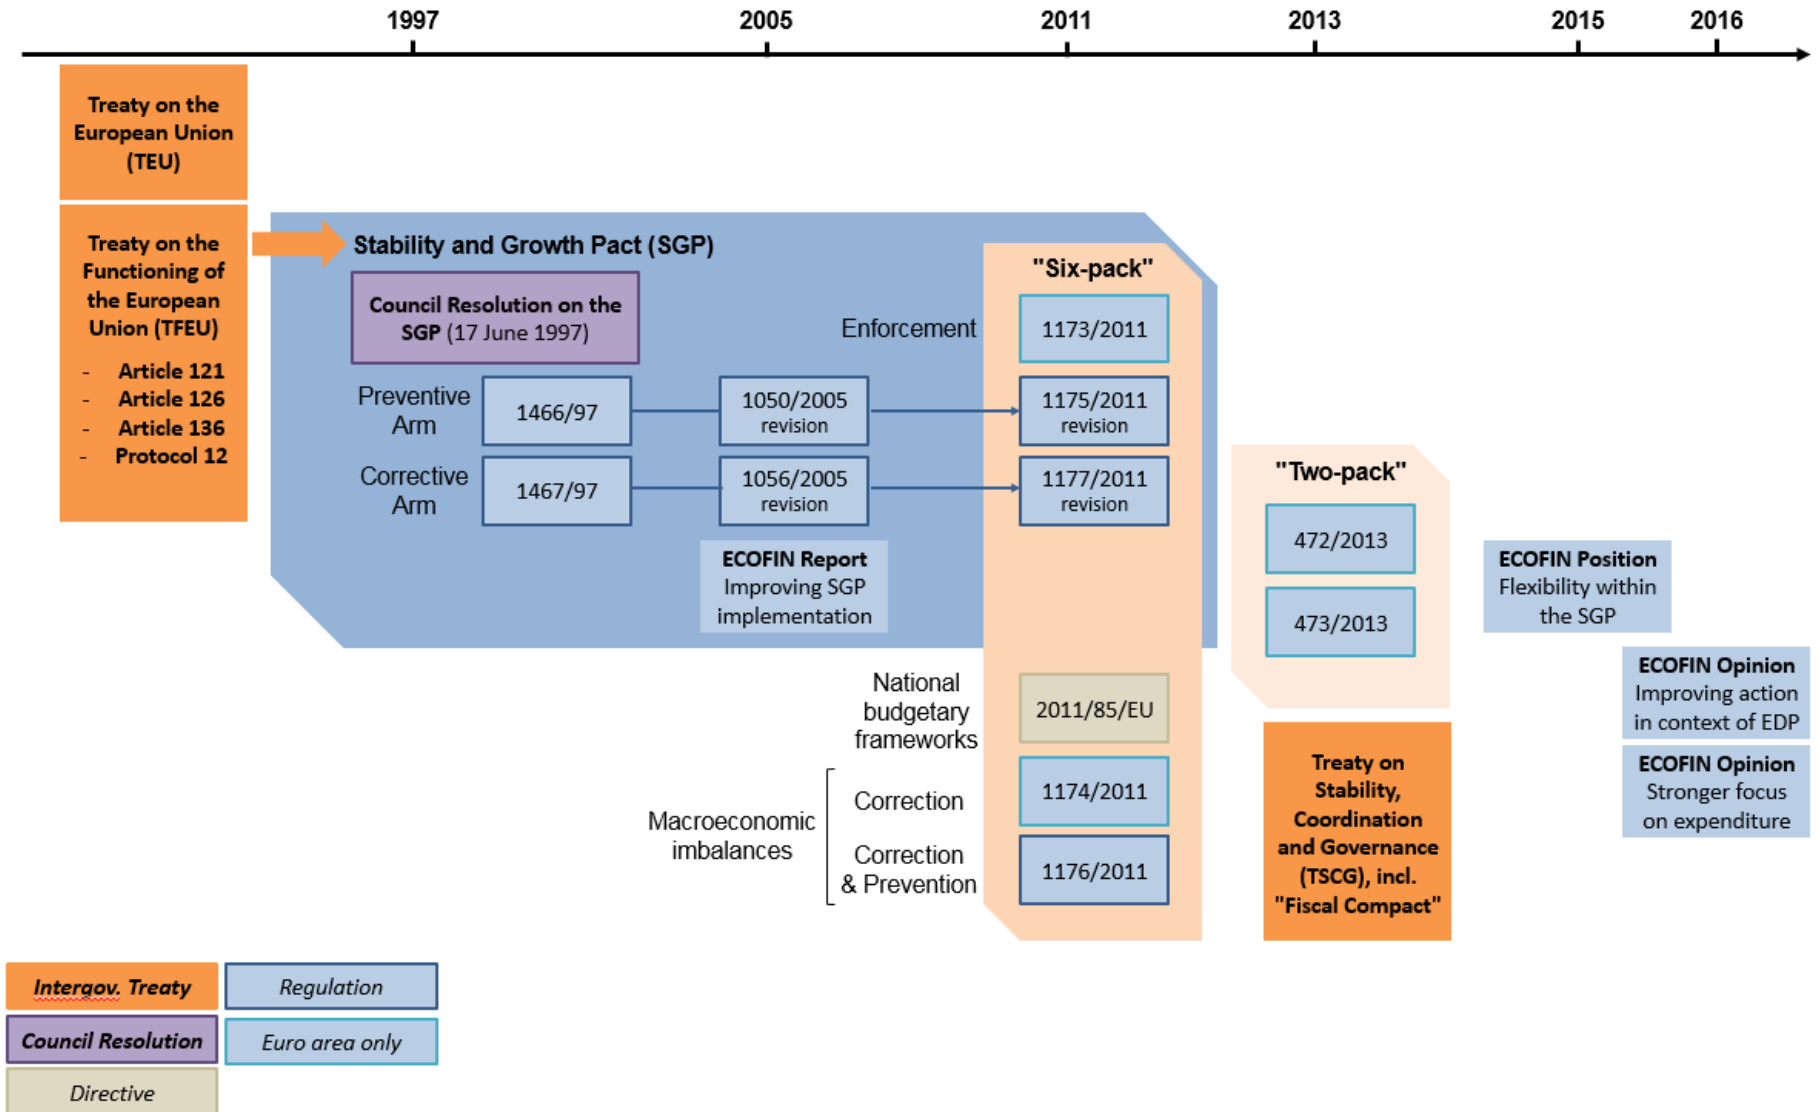 1997
2005
2011
2013
2015
2016
Treaty on the
European Union
(TEU)
Treaty on the
Functioning of
the European
Union (TFEU)
- Article 121
- Article 126
- Article 136
- Protocol 12
Stability and Growth Pact (SGP)
Council Resolution on the
SGP (17 June 1997)
Preventive
Arm
1466/97
1050/2005
revision
Corrective
Arm
1467/97
1056/2005
revision
ECOFIN Report
Improving SGP
implementation
"Six-pack"
Enforcement
1173/2011
1175/2011
revision
1177/2011
revision
National
budgetary
frameworks
2011/85/EU
Macroeconomic
imbalances
Correction
1174/2011
Correction
& Prevention
1176/2011
"Two-pack"
472/2013
473/2013
Treaty on
Stability,
Coordination
and Governance
(TSCG), incl.
"Fiscal Compact"
ECOFIN Position
Flexibility within
the SGP
ECOFIN Opinion
Improving action
in context of EDP
ECOFIN Opinion
Stronger focus
on expenditure
Intergov. Treaty
Regulation
Council Resolution
Euro area only
Directive